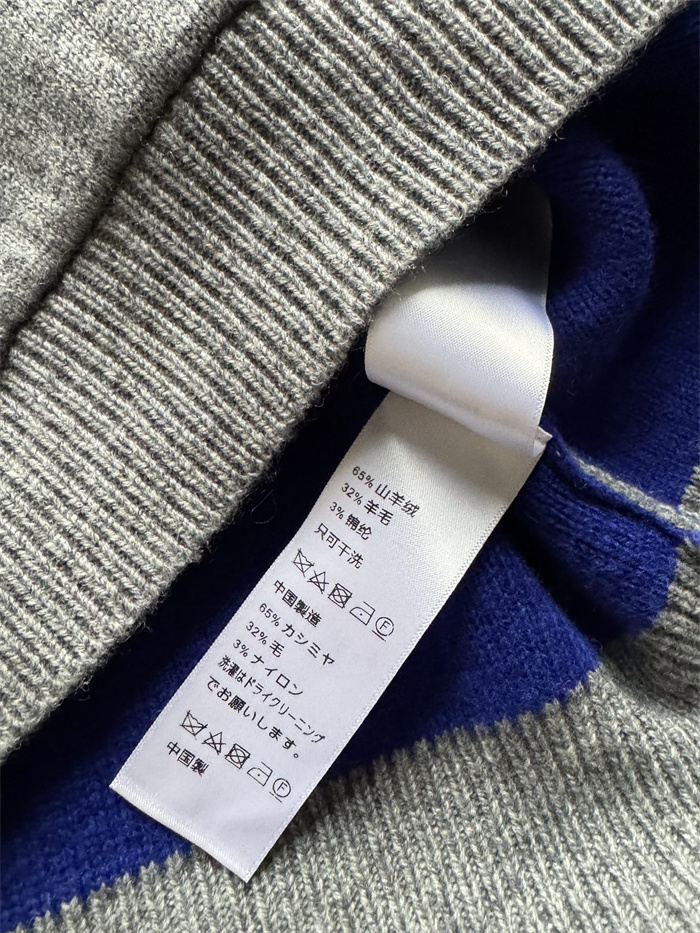 65% 山羊绒
32% 羊毛
3% 锦纶
只可干洗
F
中国製造
65% カシミヤ
32% 毛
3% ナイロン
洗濯はドライクリーニング
でお願いします。
F
中国製